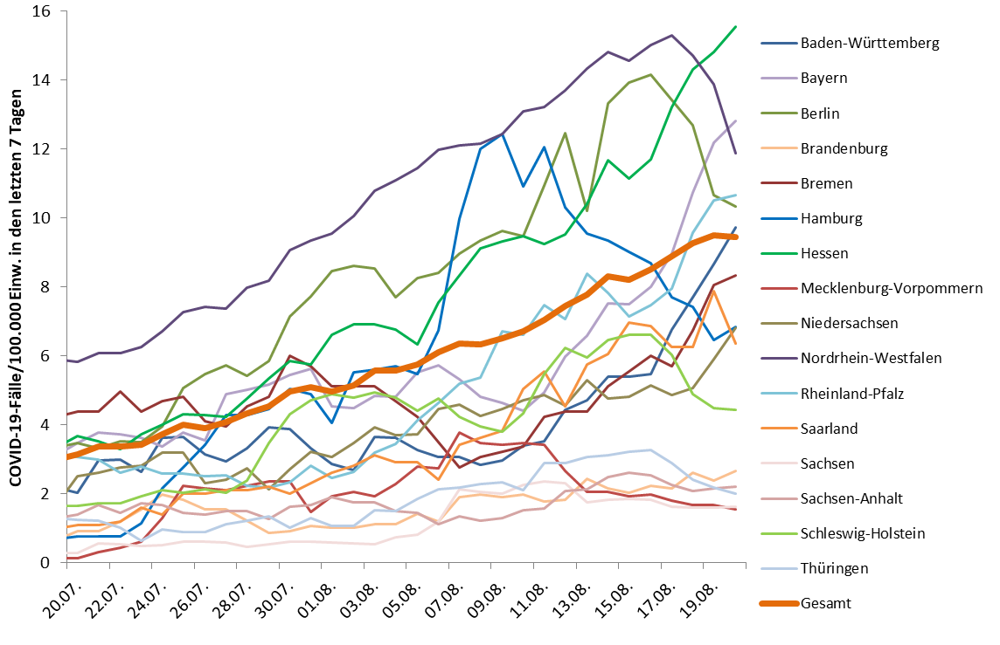 COVID-19-Fälle/100.000 Einw. in den letzten 7 Tagen
16
14
12
10
8
6
4
2
0
20.07.
22.07.
24.07.
26.07.
28.07.
30.07.
01.08.
03.08.
05.08.
07.08.
09.08.
11.08.
13.08.
15.08.
17.08.
19.08.
Baden-Württemberg
Bayern
Berlin
Brandenburg
Bremen
Hamburg
Hessen
Mecklenburg-Vorpommern
Niedersachsen
Nordrhein-Westfalen
Rheinland-Pfalz
Saarland
Sachsen
Sachsen-Anhalt
Schleswig-Holstein
Thüringen
Gesamt